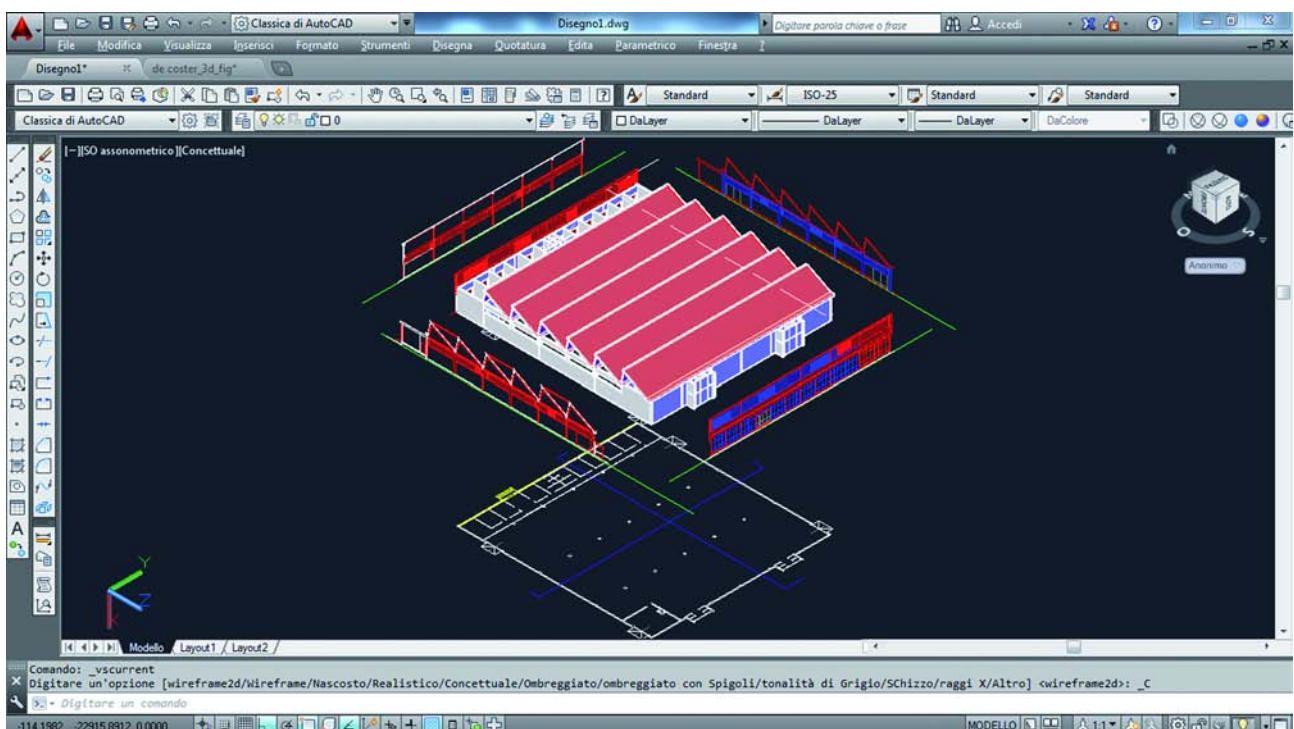 Classica di AutoCAD Disegno1.dwg Digitare parola chiave o frase Accedi
File Modifica Visualizza Inserisci Formato Strumenti Disegna Quotatura Edita Parametrico Finestra ?
Disegno1* de coster_3d_fig*
Standard ISO-25 Standard Standard
Classica di AutoCAD 0 DaLayer DaLayer DaLayer DaColore
[−][SO assonometrico][Concettuale]
O S
Anonimo
Y
Z
X
Modello Layout1 Layout2
Comando: _vscurrent
Digitare un'opzione [wireframe2d/Wireframe/Nascosto/Realistico/Concettuale/Ombreggiato/ombreggiato con Spigoli/tonalità di Grigio/SChizzo/raggi X/Altro] <wireframe2d>: _C
Digitare un comando
-114.1982, -22915.8912, 0.0000 MODELLO 1:1